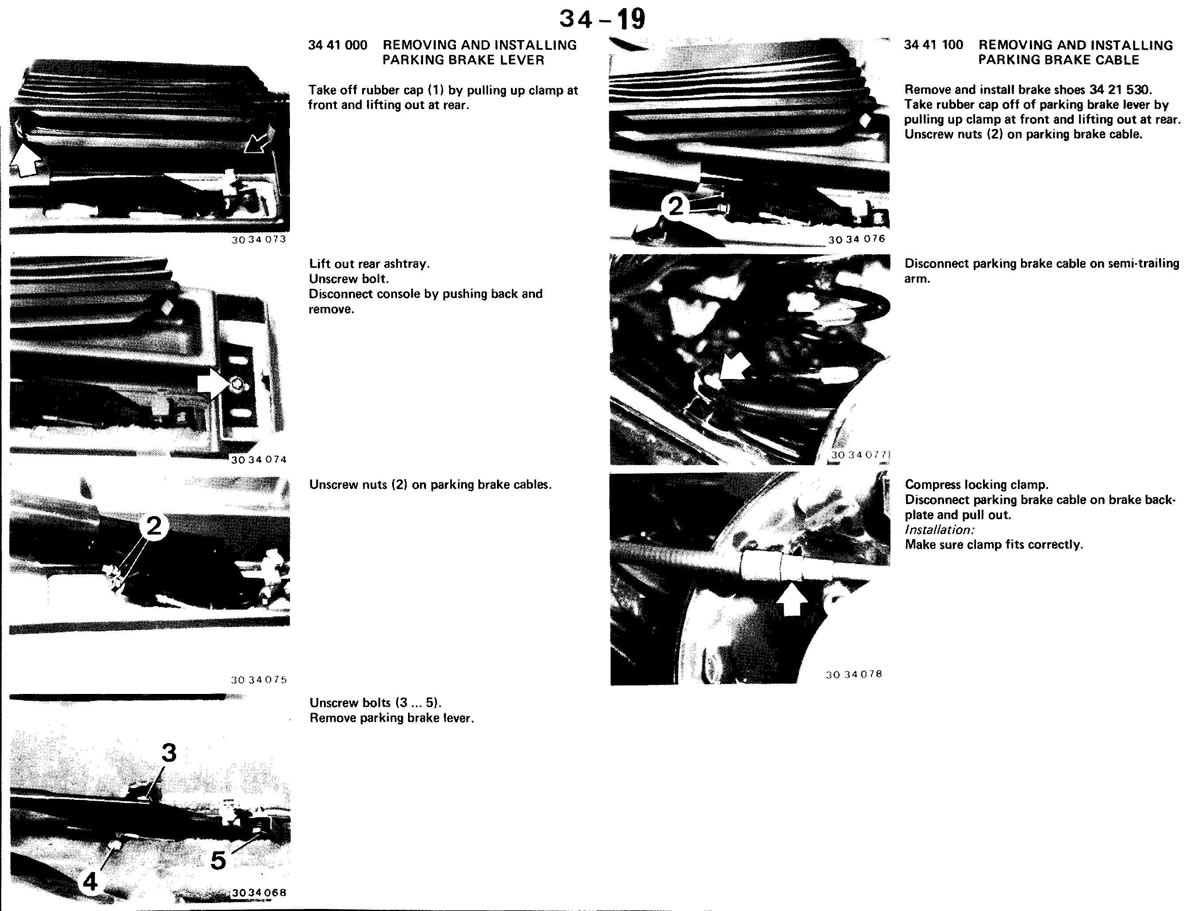 34-19
34 41 000 REMOVING AND INSTALLING
PARKING BRAKE LEVER
Take off rubber cap (1) by pulling up clamp at
front and lifting out at rear.
30 34 073
Lift out rear ashtray.
Unscrew bolt.
Disconnect console by pushing back and
remove.
30 34 074
Unscrew nuts (2) on parking brake cables.
2
30 34 075
Unscrew bolts (3 ... 5).
Remove parking brake lever.
3
5
4
30 34 068
34 41 100 REMOVING AND INSTALLING
PARKING BRAKE CABLE
Remove and install brake shoes 34 21 530.
Take rubber cap off of parking brake lever by
pulling up clamp at front and lifting out at rear.
Unscrew nuts (2) on parking brake cable.
2
30 34 076
Disconnect parking brake cable on semi-trailing
arm.
30 34 077
Compress locking clamp.
Disconnect parking brake cable on brake back-
plate and pull out.
Installation:
Make sure clamp fits correctly.
30 34 078